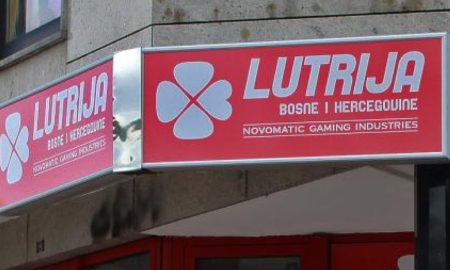 LUTRIJA
BOSNE I HERCEGOVINE
NOVOMATIC GAMING INDUSTRIES
LUTRIJA
BOSNE I HERCEGOVINE
NOVOMATIC GAMING INDUSTRIES